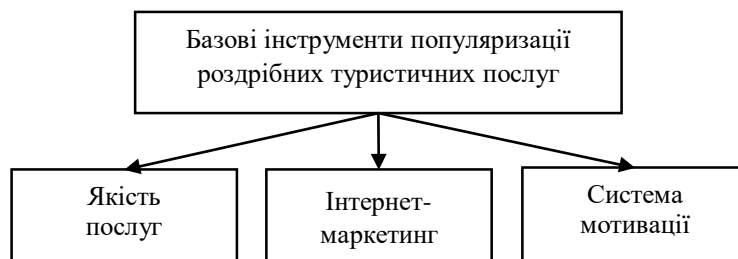 Базові інструменти популяризації
роздрібних туристичних послуг
Якість
послуг
Інтернет-
маркетинг
Система
мотивації